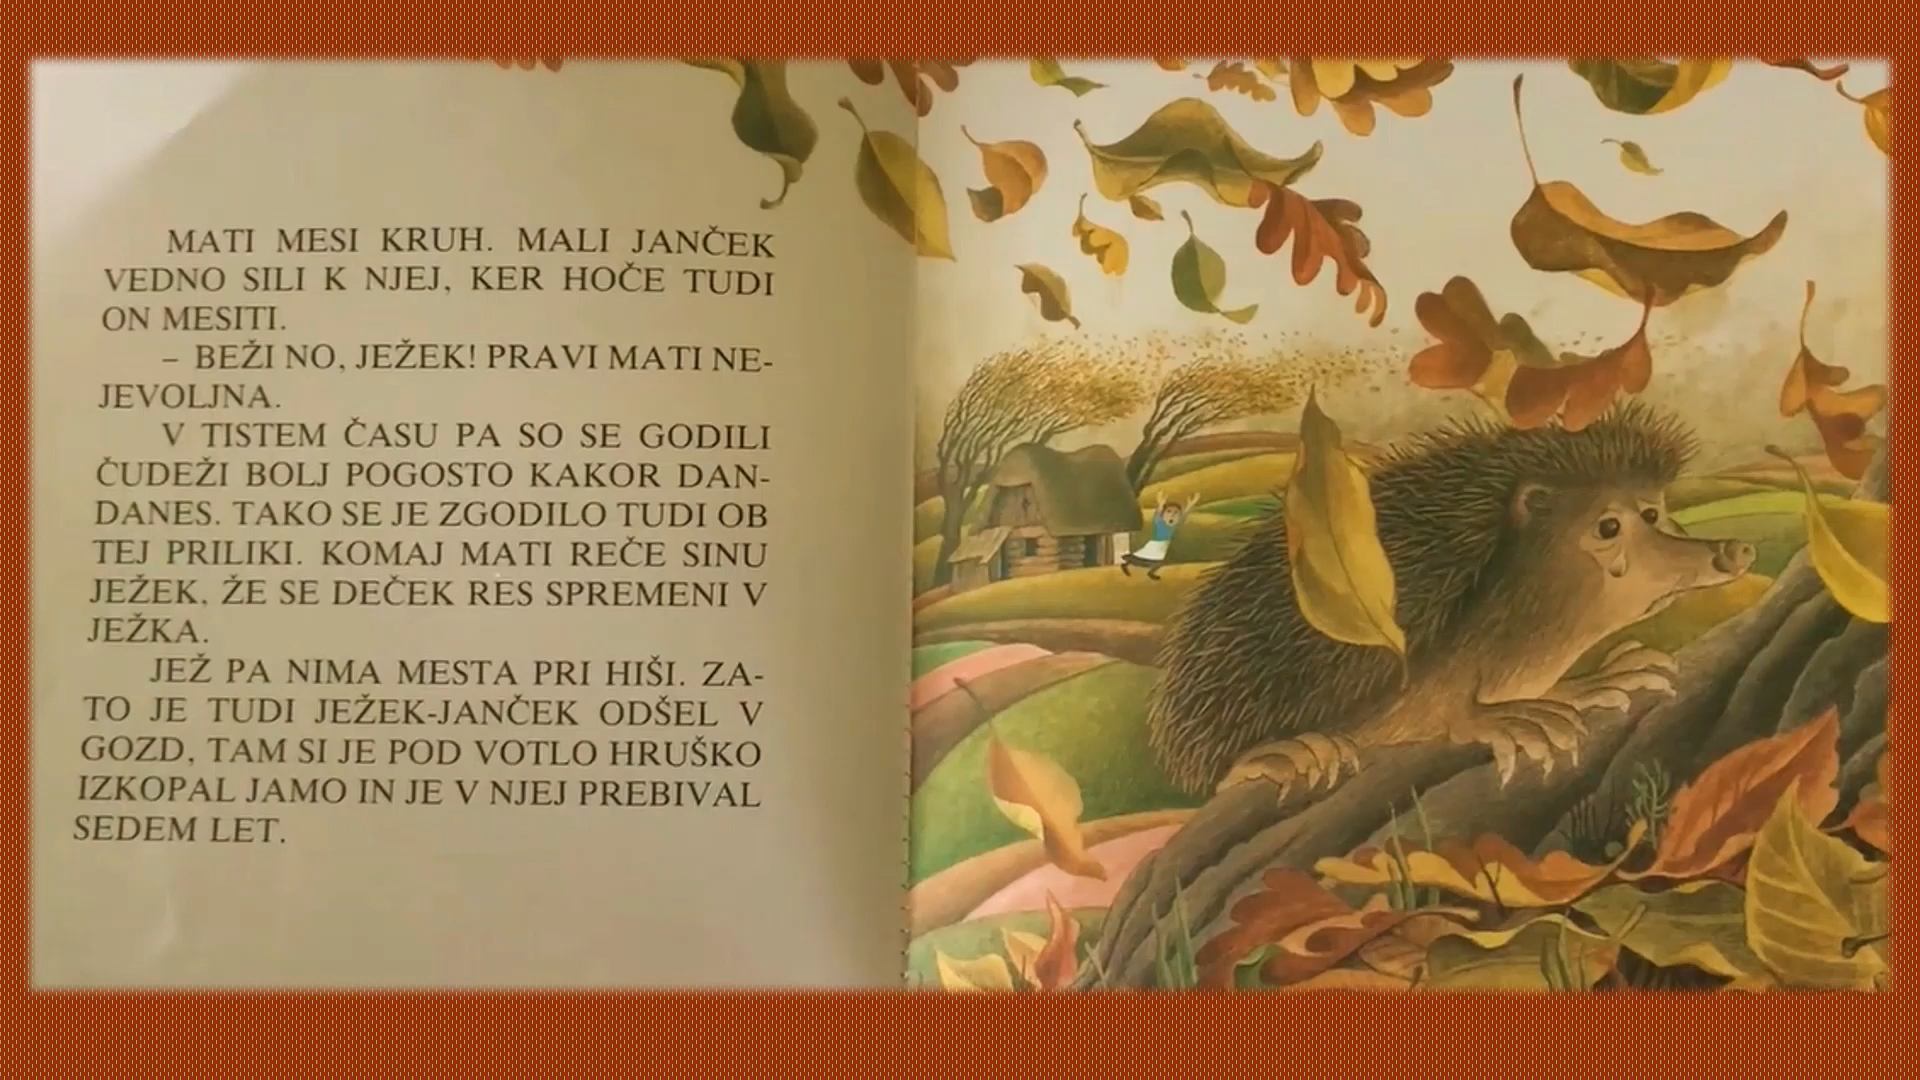 MATI MESI KRUH. MALI JANČEK
VEDNO SILI K NJEJ, KER HOČE TUDI
ON MESITI.
– BEŽI NO, JEŽEK! PRAVI MATI NE-
JEVOLJNA.
V TISTEM ČASU PA SO SE GODILI
ČUDEŽI BOLJ POGOSTO KAKOR DAN-
DANES. TAKO SE JE ZGODILO TUDI OB
TEJ PRILIKI. KOMAJ MATI REČE SINU
JEŽEK, ŽE SE DEČEK RES SPREMENI V
JEŽKA.
JEŽ PA NIMA MESTA PRI HIŠI. ZA-
TO JE TUDI JEŽEK-JANČEK ODŠEL V
GOZD, TAM SI JE POD VOTLO HRUŠKO
IZKOPAL JAMO IN JE V NJEJ PREBIVAL
SEDEM LET.